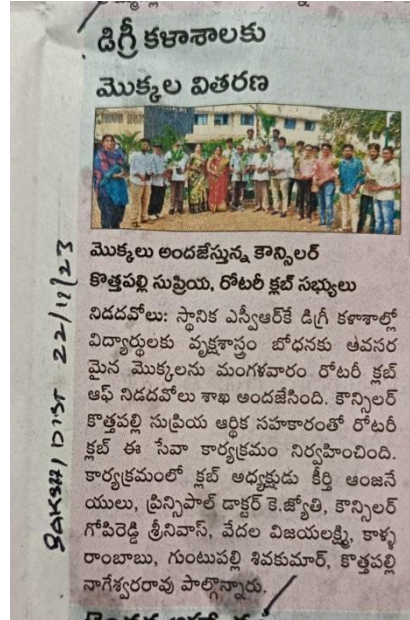 డిగ్రీ కళాశాలకు
మొక్కల వితరణ
మొక్కలు అందజేస్తున్న కౌన్సిలర్
కొత్తపల్లి సుప్రియ, రోటరీ క్లబ్ సభ్యులు
నిడదవోలు: స్థానిక ఎస్వీఆర్‌కే డిగ్రీ కళాశాల్లో
విద్యార్థులకు వృక్షశాస్త్రం బోధనకు అవసర
మైన మొక్కలను మంగళవారం రోటరీ క్లబ్
ఆఫ్ నిడదవోలు శాఖ అందజేసింది. కౌన్సిలర్
కొత్తపల్లి సుప్రియ ఆర్థిక సహకారంతో రోటరీ
క్లబ్ ఈ సేవా కార్యక్రమం నిర్వహించింది.
కార్యక్రమంలో క్లబ్ అధ్యక్షుడు కీర్తి ఆంజనే
యులు, ప్రిన్సిపాల్ డాక్టర్ కె.జ్యోతి, కౌన్సిలర్
గోపిరెడ్డి శ్రీనివాస్, వేదల విజయలక్ష్మి, కాళ్ళ
రాంబాబు, గుంటుపల్లి శివకుమార్, కొత్తపల్లి
నాగేశ్వరరావు పాల్గొన్నారు.
SAKSHI DIST 22/11/23